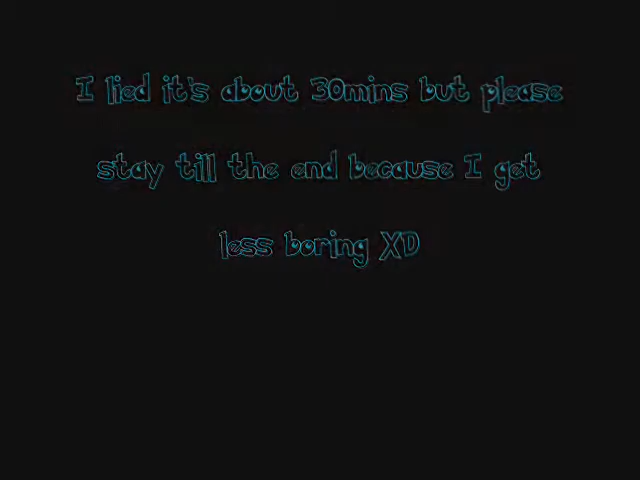 I lied it's about 30mins but please
stay till the end because I get
less boring XD